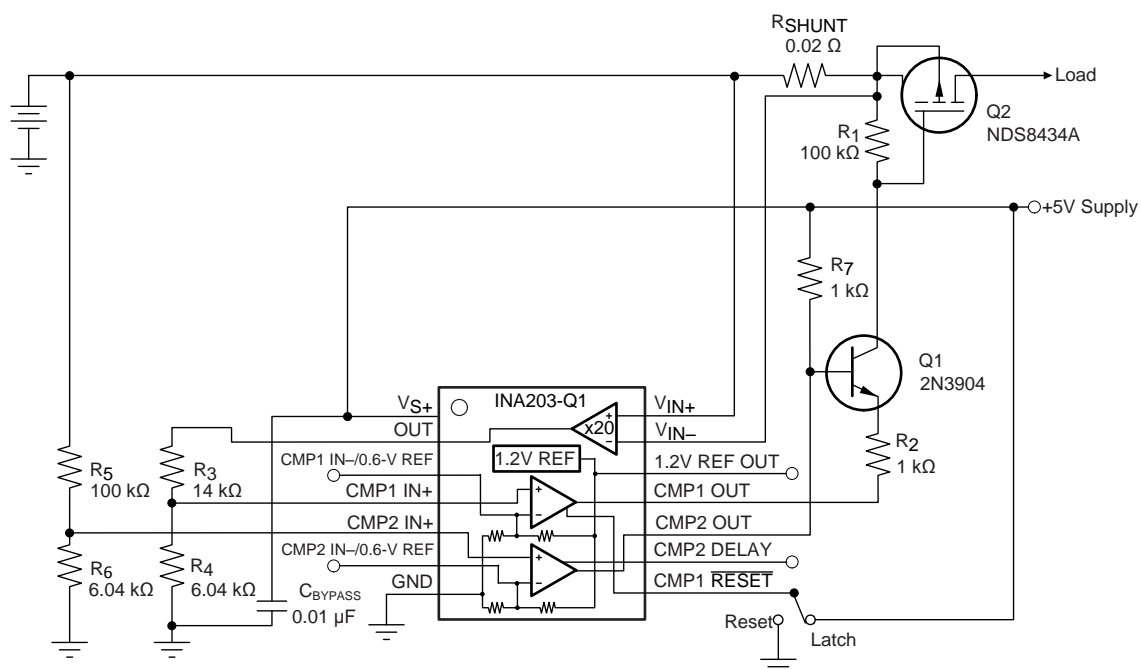 RSHUNT
0.02 Ω
Load
Q2
NDS8434A
R1
100 kΩ
+5V Supply
R7
1 kΩ
Q1
2N3904
R2
1 kΩ
INA203-Q1
VS+
OUT
CMP1 IN–/0.6-V REF
CMP1 IN+
CMP2 IN+
CMP2 IN–/0.6-V REF
GND
x20
+
–
1.2V REF
+
–
+
–
VIN+
VIN–
1.2V REF OUT
CMP1 OUT
CMP2 OUT
CMP2 DELAY
CMP1 RESET
R5
100 kΩ
R3
14 kΩ
R6
6.04 kΩ
R4
6.04 kΩ
CBYPASS
0.01 µF
Reset
Latch